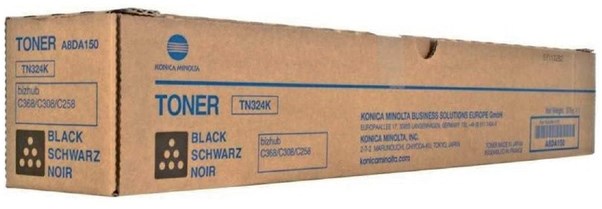 TONER A8DA150
TN324K
bizhub
C368/C308/C258
BLACK
SCHWARZ
NOIR
KONICA MINOLTA
TONER TN324K
BLACK
SCHWARZ
NOIR
bizhub
C368/C308/C258
KONICA MINOLTA BUSINESS SOLUTIONS EUROPE GmbH
KONICA MINOLTA, INC.
konicaminolta.com
A8DA150